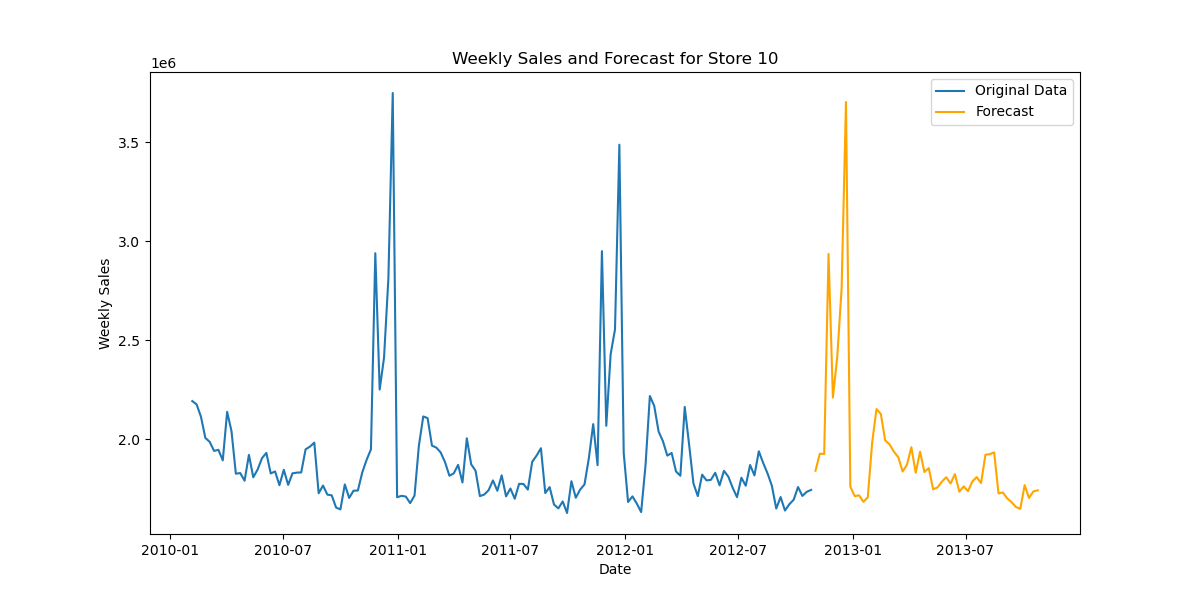 Weekly Sales and Forecast for Store 10
1e6
Original Data
Forecast
3.5
3.0
2.5
2.0
Weekly Sales
2010-01 2010-07 2011-01 2011-07 2012-01 2012-07 2013-01 2013-07
Date